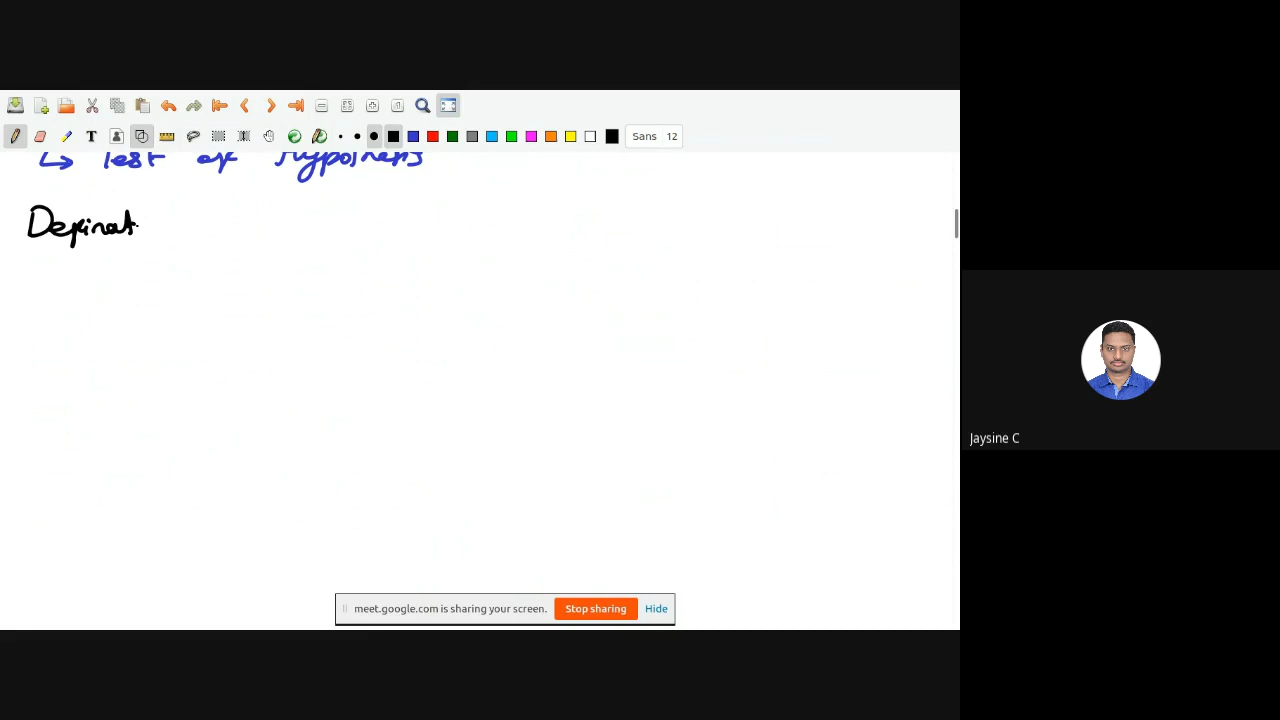 Sans 12
↳ Test of Hypothesis
Definat
Jaysine C
meet.google.com is sharing your screen. Stop sharing Hide